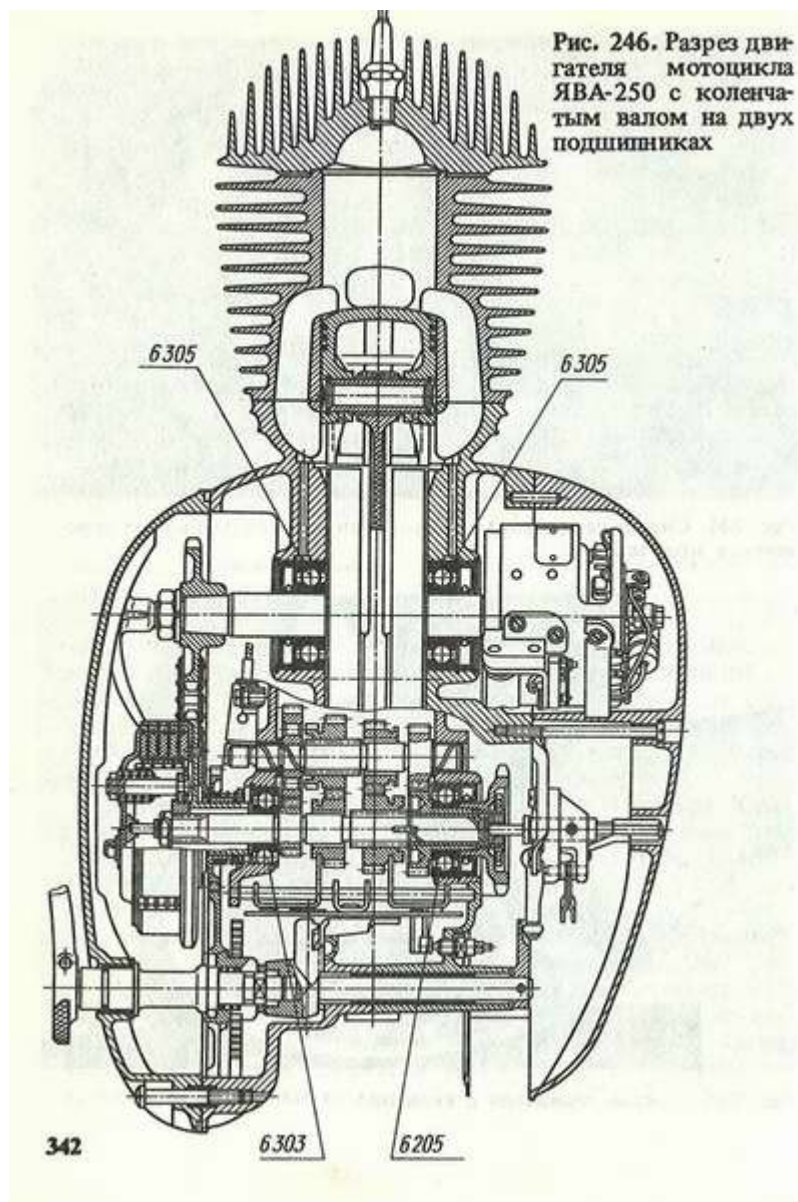 Рис. 246. Разрез дви-
гателя мотоцикла
ЯВА-250 с коленча-
тым валом на двух
подшипниках
6305
6305
342
6303
6205